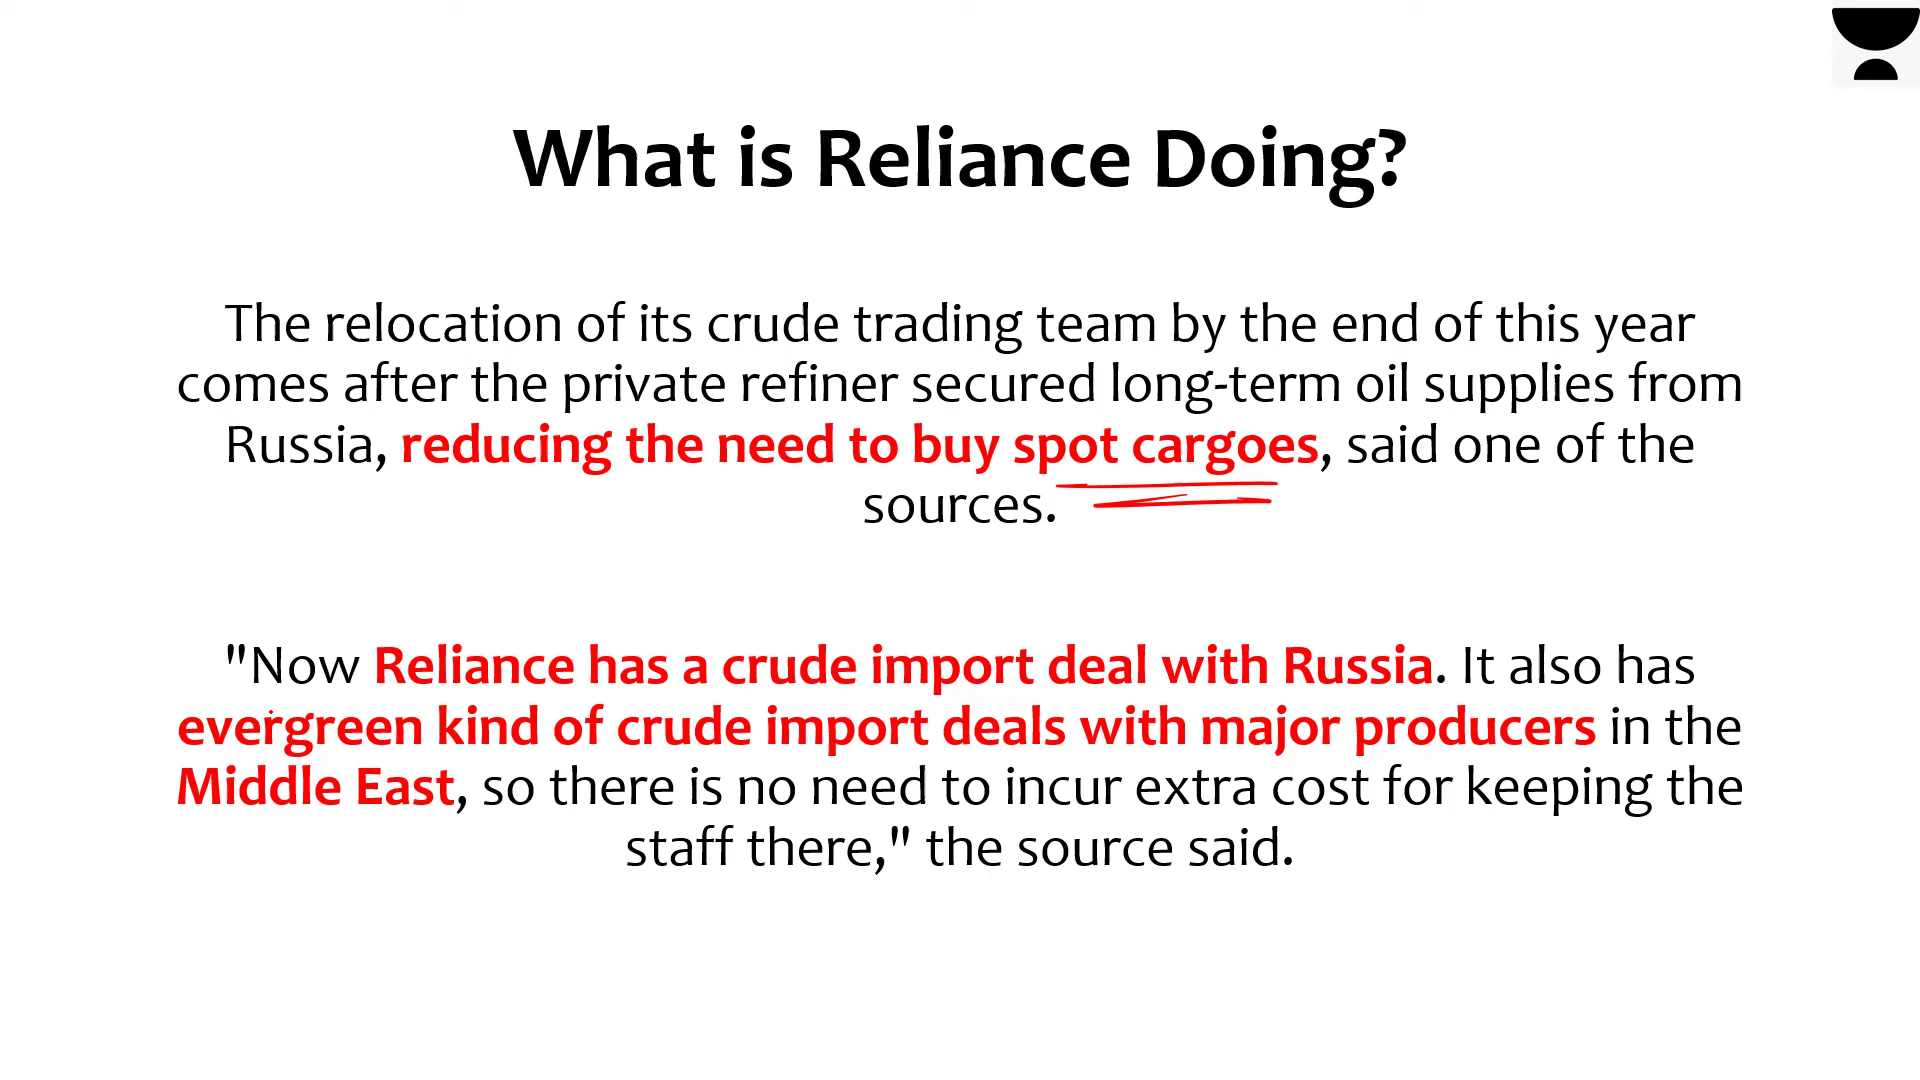 What is Reliance Doing?
The relocation of its crude trading team by the end of this year
comes after the private refiner secured long-term oil supplies from
Russia, reducing the need to buy spot cargoes, said one of the
sources.
"Now Reliance has a crude import deal with Russia. It also has
evergreen kind of crude import deals with major producers in the
Middle East, so there is no need to incur extra cost for keeping the
staff there," the source said.